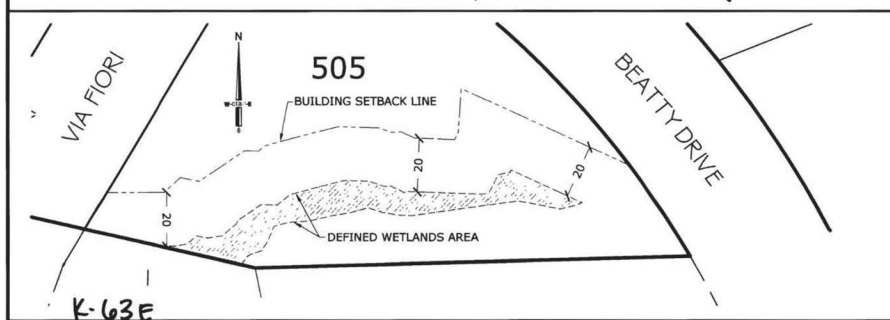 N
505
VIA FIORI
BEATTY DRIVE
BUILDING SETBACK LINE
20
20
20
DEFINED WETLANDS AREA
K-63E